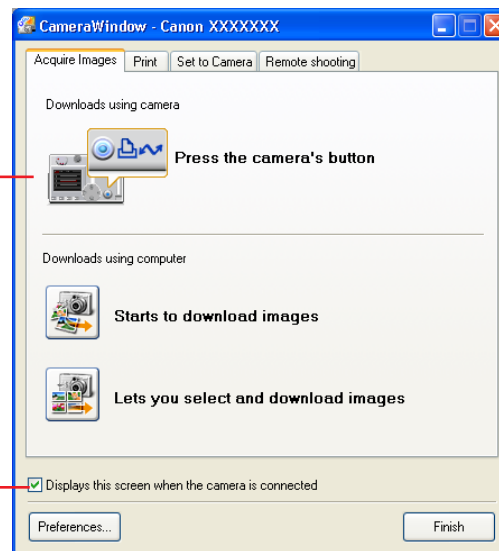 CameraWindow - Canon XXXXXXX
Acquire Images Print Set to Camera Remote shooting
Downloads using camera
Press the camera's button
Downloads using computer
Starts to download images
Lets you select and download images
Displays this screen when the camera is connected
Preferences... Finish